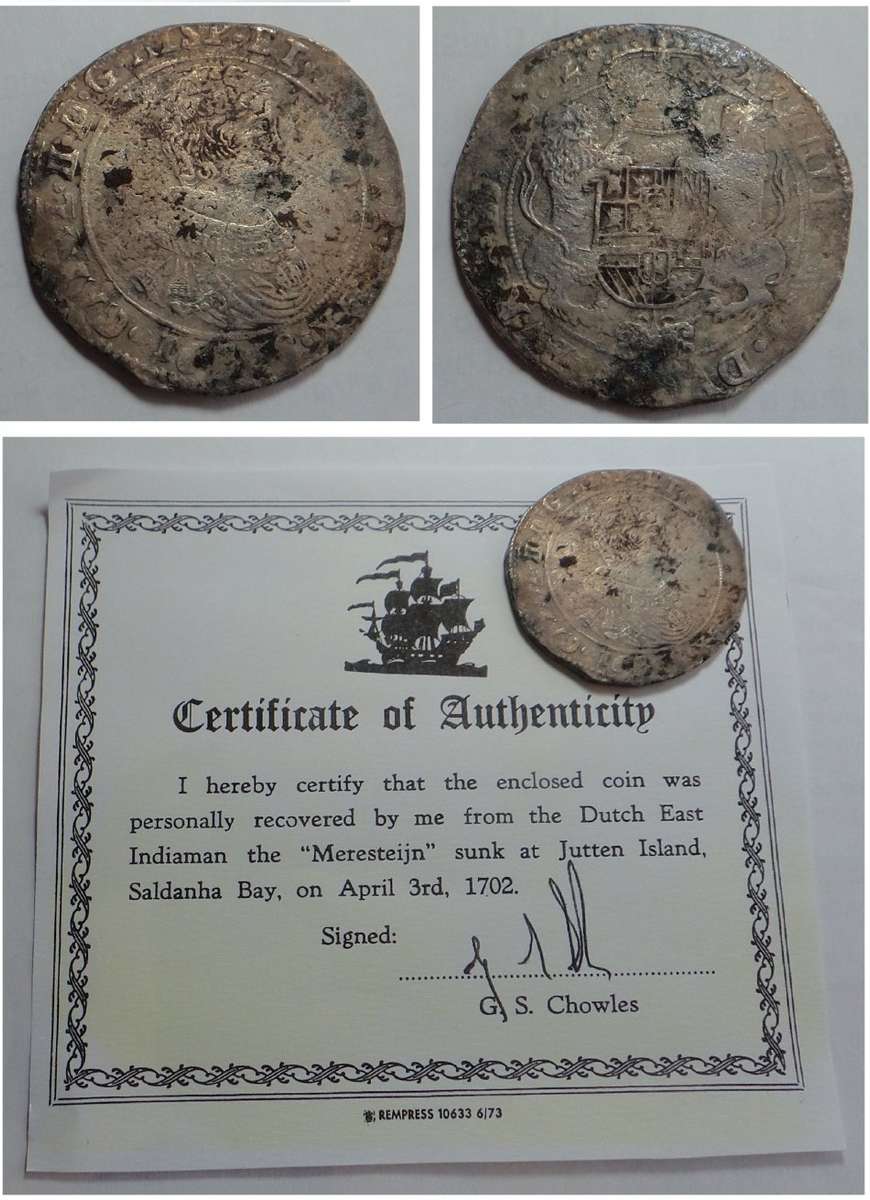 Certificate of Authenticity
I hereby certify that the enclosed coin was
personally recovered by me from the Dutch East
Indiaman the “Meresteijn” sunk at Jutten Island,
Saldanha Bay, on April 3rd, 1702.
Signed:
G. S. Chowles
REMPRESS 10633 6/73